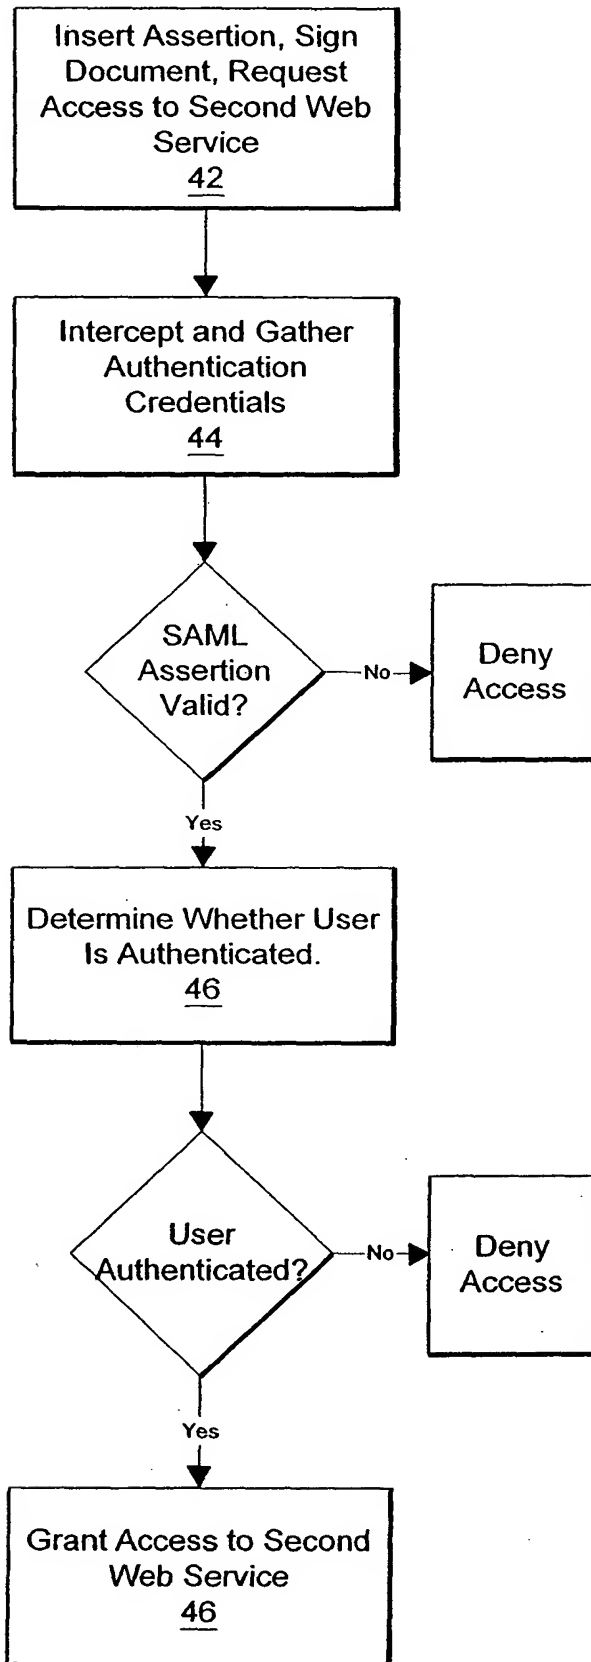 Insert Assertion, Sign
Document, Request
Access to Second Web
Service
42
Intercept and Gather
Authentication
Credentials
44
SAML
Assertion
Valid?
No
Deny
Access
Yes
Determine Whether User
Is Authenticated.
46
User
Authenticated?
No
Deny
Access
Yes
Grant Access to Second
Web Service
46